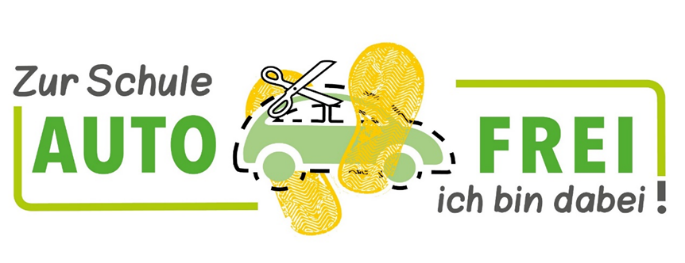 Zur Schule
AUTO FREI
ich bin dabei!